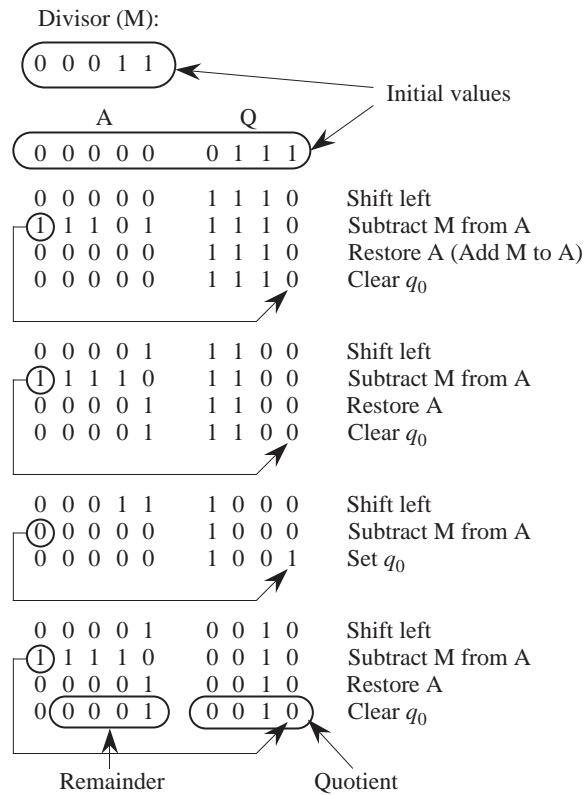 Divisor (M):
0 0 0 1 1
Initial values
A Q
0 0 0 0 0 0 1 1 1
0 0 0 0 0 1 1 1 0 Shift left
1 1 1 0 1 1 1 1 0 Subtract M from A
0 0 0 0 0 1 1 1 0 Restore A (Add M to A)
0 0 0 0 0 1 1 1 0 Clear q0
0 0 0 0 1 1 1 0 0 Shift left
1 1 1 1 0 1 1 0 0 Subtract M from A
0 0 0 0 1 1 1 0 0 Restore A
0 0 0 0 1 1 1 0 0 Clear q0
0 0 0 1 1 1 0 0 0 Shift left
0 0 0 0 0 1 0 0 0 Subtract M from A
0 0 0 0 0 1 0 0 1 Set q0
0 0 0 0 1 0 0 1 0 Shift left
1 1 1 1 0 0 0 1 0 Subtract M from A
0 0 0 0 1 0 0 1 0 Restore A
0 0 0 0 1 0 0 1 0 Clear q0
Remainder Quotient